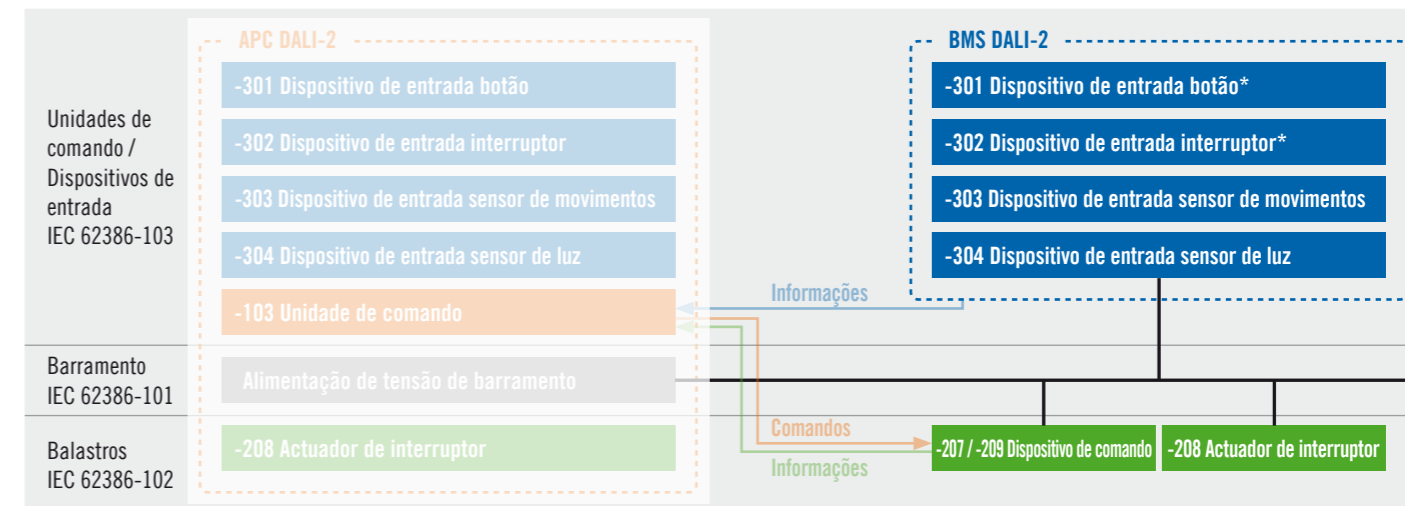 APC DALI-2
BMS DALI-2
Unidades de
comando /
Dispositivos de
entrada
IEC 62386-103
-301 Dispositivo de entrada botão
-302 Dispositivo de entrada interruptor
-303 Dispositivo de entrada sensor de movimentos
-304 Dispositivo de entrada sensor de luz
-103 Unidade de comando
-301 Dispositivo de entrada botão*
-302 Dispositivo de entrada interruptor*
-303 Dispositivo de entrada sensor de movimentos
-304 Dispositivo de entrada sensor de luz
Informações
Barramento
IEC 62386-101
Alimentação de tensão de barramento
Balastros
IEC 62386-102
-208 Actuador de interruptor
Comandos
Informações
-207 / -209 Dispositivo de comando
-208 Actuador de interruptor